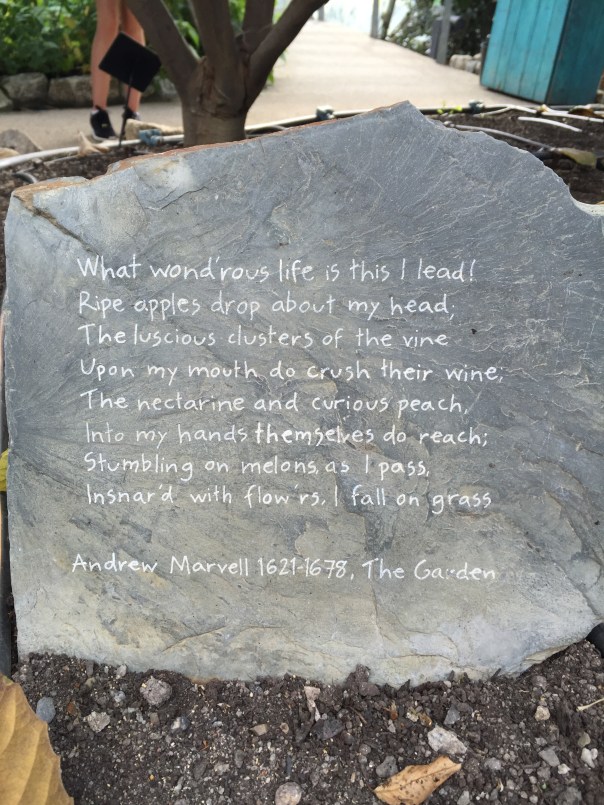 What wond'rous life is this I lead!
Ripe apples drop about my head;
The luscious clusters of the vine
Upon my mouth do crush their wine;
The nectarine and curious peach,
Into my hands themselves do reach;
Stumbling on melons, as I pass,
Insnar'd with flow'rs, I fall on grass
Andrew Marvell 1621-1678, The Garden